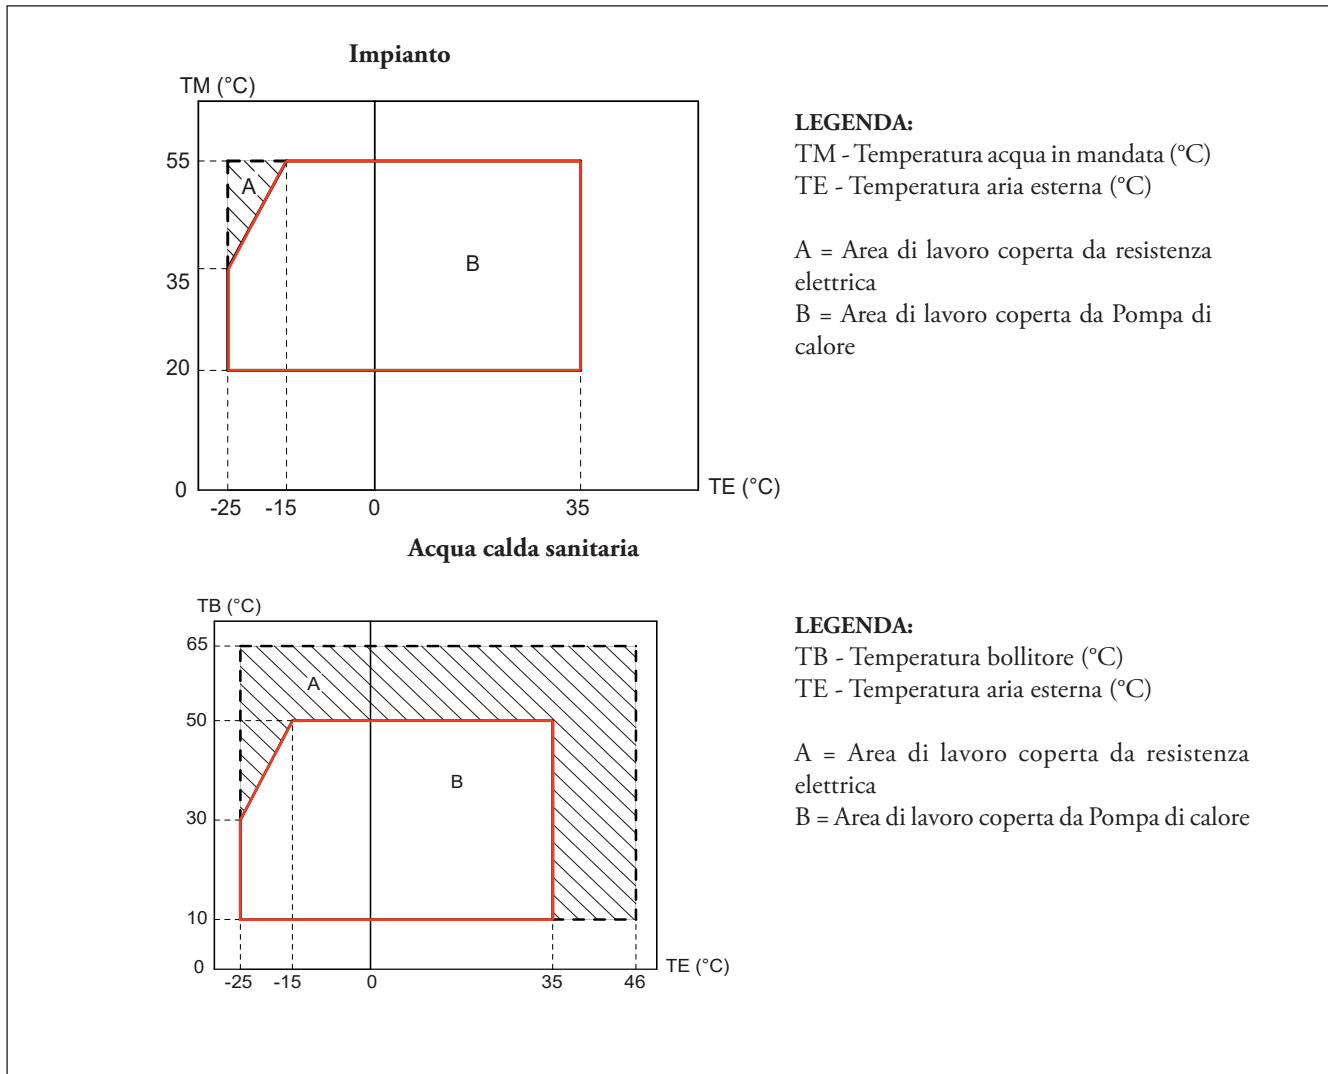 Impianto
TM (°C)
55
A
B
35
20
0
TE (°C)
-25 -15 0 35
LEGENDA:
TM - Temperatura acqua in mandata (°C)
TE - Temperatura aria esterna (°C)
A = Area di lavoro coperta da resistenza
elettrica
B = Area di lavoro coperta da Pompa di
calore
Acqua calda sanitaria
TB (°C)
65
A
50
B
30
10
0
TE (°C)
-25 -15 0 35 46
LEGENDA:
TB - Temperatura bollitore (°C)
TE - Temperatura aria esterna (°C)
A = Area di lavoro coperta da resistenza
elettrica
B = Area di lavoro coperta da Pompa di calore